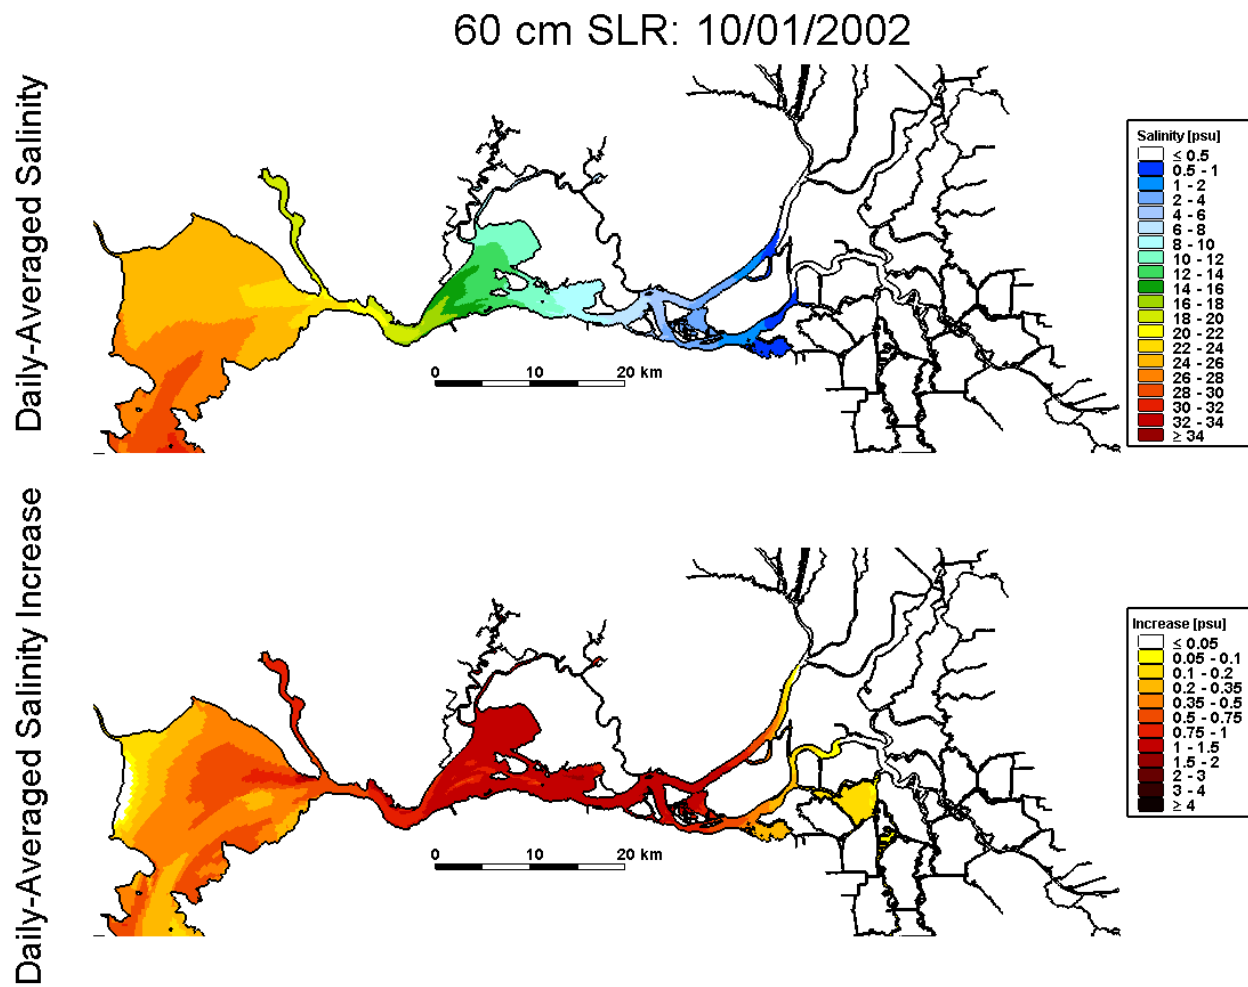 60 cm SLR: 10/01/2002
Daily-Averaged Salinity
Salinity [psu]
≤ 0.5
0.5 - 1
1 - 2
2 - 4
4 - 6
6 - 8
8 - 10
10 - 12
12 - 14
14 - 16
16 - 18
18 - 20
20 - 22
22 - 24
24 - 26
26 - 28
28 - 30
30 - 32
32 - 34
≥ 34
0 10 20 km
Daily-Averaged Salinity Increase
Increase [psu]
≤ 0.05
0.05 - 0.1
0.1 - 0.2
0.2 - 0.35
0.35 - 0.5
0.5 - 0.75
0.75 - 1
1 - 1.5
1.5 - 2
2 - 3
3 - 4
≥ 4
0 10 20 km